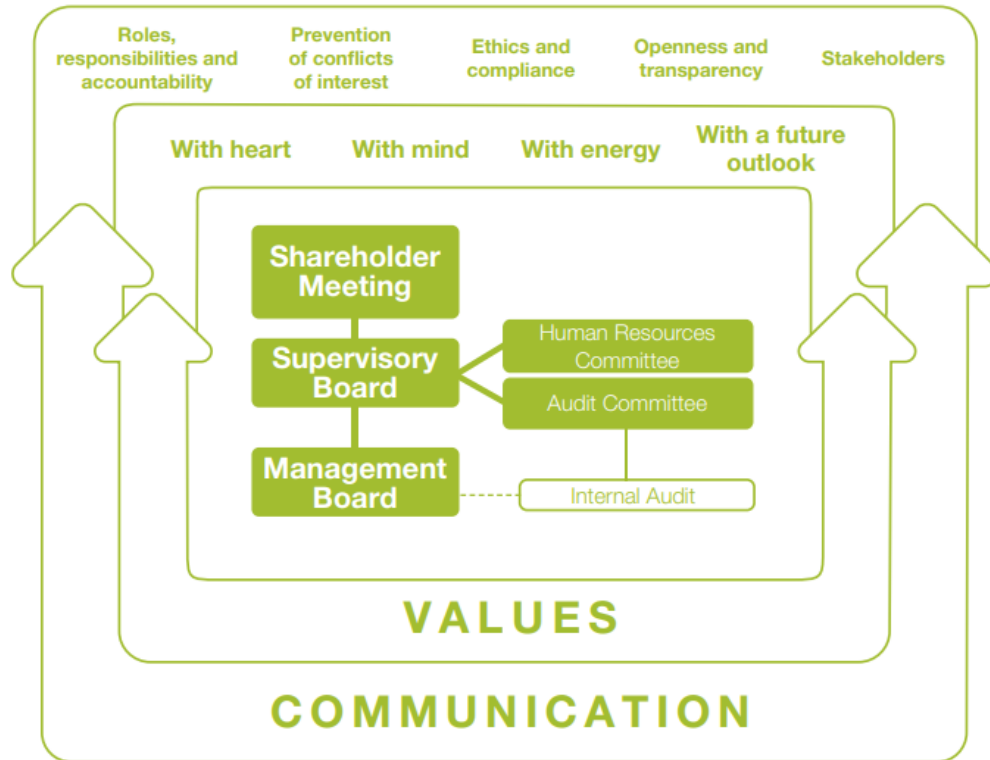 Roles,
responsibilities and
accountability
Prevention
of conflicts
of interest
Ethics and
compliance
Openness and
transparency
Stakeholders
With heart
With mind
With energy
With a future
outlook
Shareholder
Meeting
Supervisory
Board
Human Resources
Committee
Audit Committee
Management
Board
Internal Audit
VALUES
COMMUNICATION